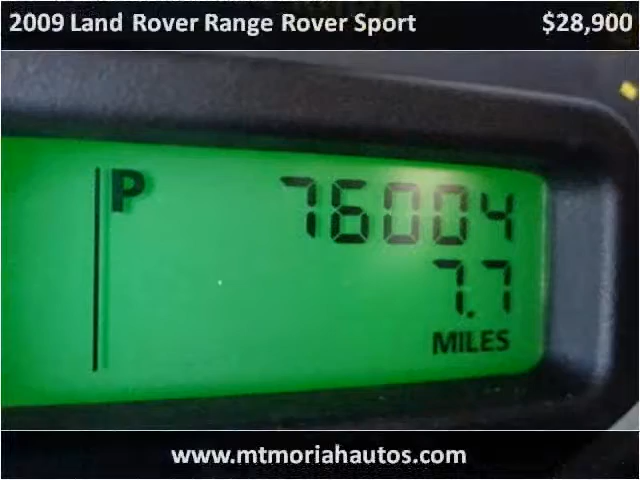 2009 Land Rover Range Rover Sport $28,900
P 76004
7.7
MILES
www.mtmoriahautos.com